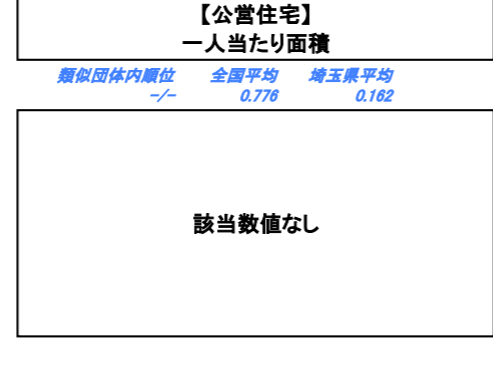 【公営住宅】
一人当たり面積
類似団体内順位 全国平均 埼玉県平均
-/- 0.776 0.162
該当数値なし